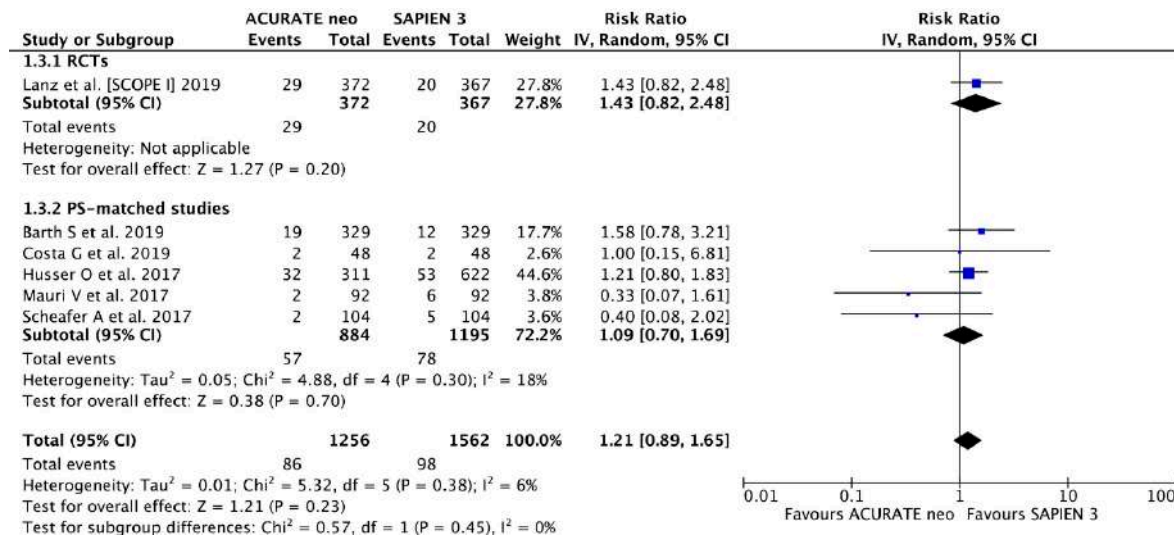 ACURATE neo SAPIEN 3 Risk Ratio Risk Ratio
Study or Subgroup Events Total Events Total Weight IV, Random, 95% CI IV, Random, 95% CI
1.3.1 RCTs
Lanz et al. [SCOPE I] 2019 29 372 20 367 27.8% 1.43 [0.82, 2.48]
Subtotal (95% CI) 372 367 27.8% 1.43 [0.82, 2.48]
Total events 29 20
Heterogeneity: Not applicable
Test for overall effect: Z = 1.27 (P = 0.20)
1.3.2 PS-matched studies
Barth S et al. 2019 19 329 12 329 17.7% 1.58 [0.78, 3.21]
Costa G et al. 2019 2 48 2 48 2.6% 1.00 [0.15, 6.81]
Husser O et al. 2017 32 311 53 622 44.6% 1.21 [0.80, 1.83]
Mauri V et al. 2017 2 92 6 92 3.8% 0.33 [0.07, 1.61]
Scheafer A et al. 2017 2 104 5 104 3.6% 0.40 [0.08, 2.02]
Subtotal (95% CI) 884 1195 72.2% 1.09 [0.70, 1.69]
Total events 57 78
Heterogeneity: Tau² = 0.05; Chi² = 4.88, df = 4 (P = 0.30); I² = 18%
Test for overall effect: Z = 0.38 (P = 0.70)
Total (95% CI) 1256 1562 100.0% 1.21 [0.89, 1.65]
Total events 86 98
Heterogeneity: Tau² = 0.01; Chi² = 5.32, df = 5 (P = 0.38); I² = 6%
Test for overall effect: Z = 1.21 (P = 0.23)
Test for subgroup differences: Chi² = 0.57, df = 1 (P = 0.45), I² = 0%
0.01 0.1 1 10 100
Favours ACURATE neo Favours SAPIEN 3